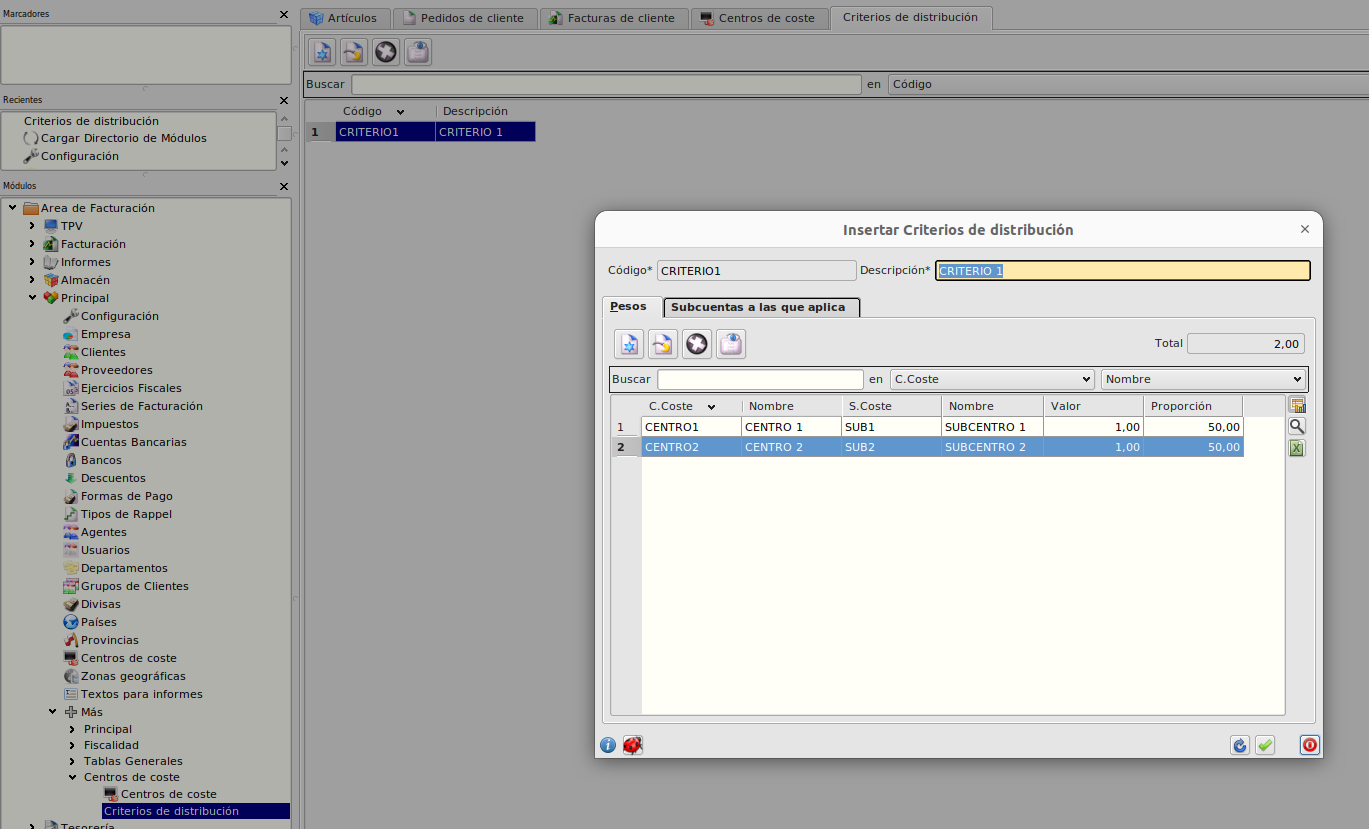 Marcadores
Artículos
Pedidos de cliente
Facturas de cliente
Centros de coste
Criterios de distribución
Buscar
en
Código
Recientes
Criterios de distribución
Cargar Directorio de Módulos
Configuración
Código
Descripción
1
CRITERIO1
CRITERIO 1
Módulos
Area de Facturación
TPV
Facturación
Informes
Almacén
Principal
Configuración
Empresa
Clientes
Proveedores
Ejercicios Fiscales
Series de Facturación
Impuestos
Cuentas Bancarias
Bancos
Descuentos
Formas de Pago
Tipos de Rappel
Agentes
Usuarios
Departamentos
Grupos de Clientes
Divisas
Países
Provincias
Centros de coste
Zonas geográficas
Textos para informes
Más
Principal
Fiscalidad
Tablas Generales
Centros de coste
Centros de coste
Criterios de distribución
Tesorería
Insertar Criterios de distribución
Código* CRITERIO1 Descripción* CRITERIO 1
Pesos
Subcuentas a las que aplica
Total 2,00
Buscar en C.Coste Nombre
C.Coste Nombre S.Coste Nombre Valor Proporción
1 CENTRO1 CENTRO 1 SUB1 SUBCENTRO 1 1,00 50,00
2 CENTRO2 CENTRO 2 SUB2 SUBCENTRO 2 1,00 50,00